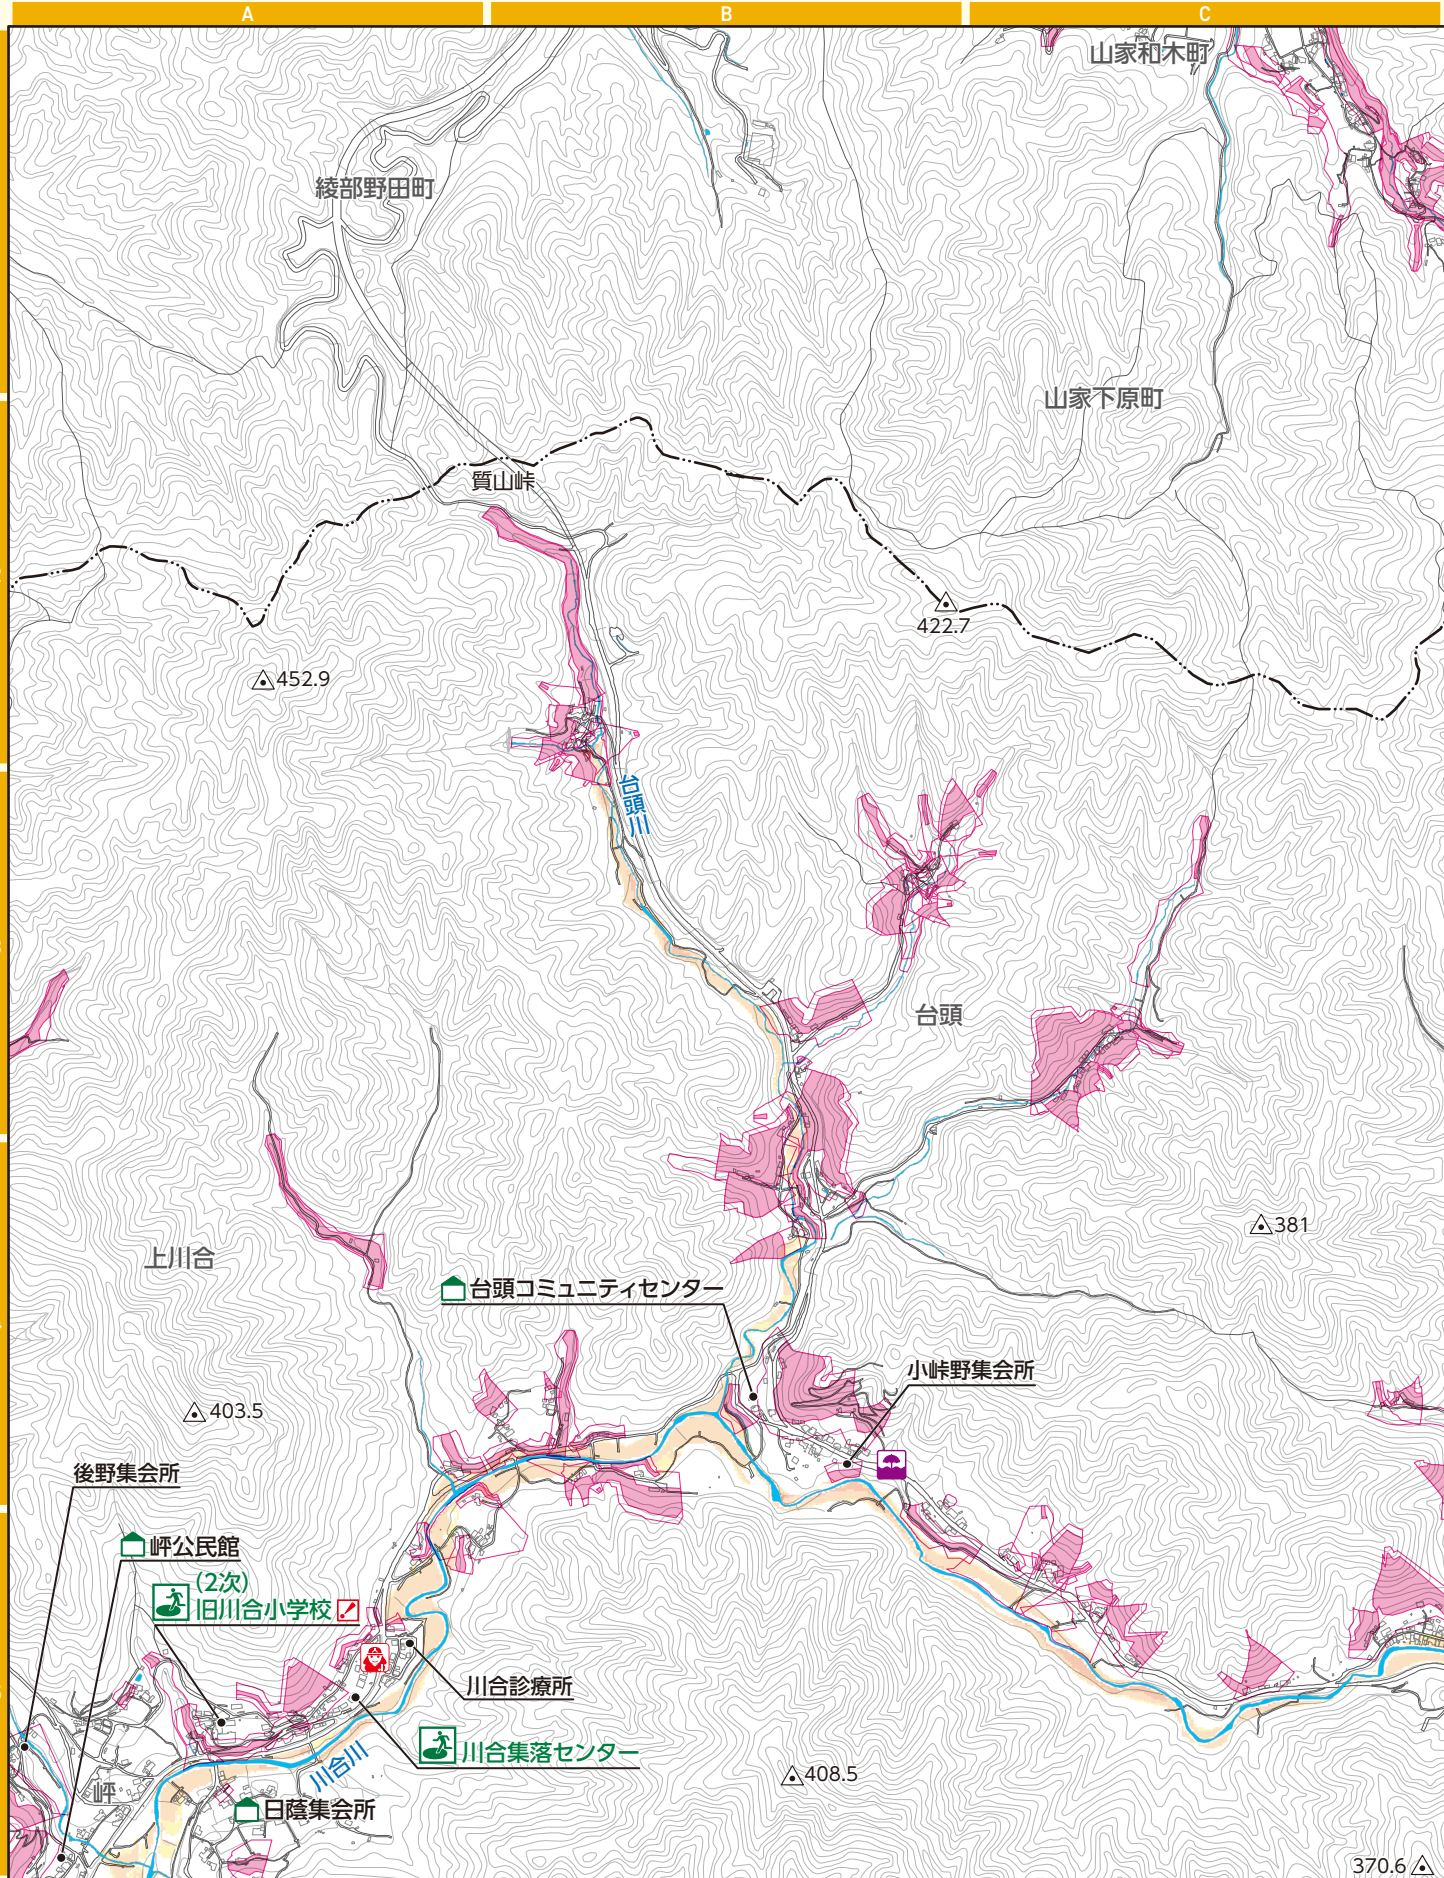 A
B
C
山家和木町
綾部野田町
山家下原町
質山峠
422.7
452.9
台頭川
台頭
381
上川合
台頭コミュニティセンター
小峠野集会所
403.5
後野集会所
岼公民館
(2次)
旧川合小学校
川合診療所
川合集落センター
川合川
408.5
岼
日蔭集会所
370.6